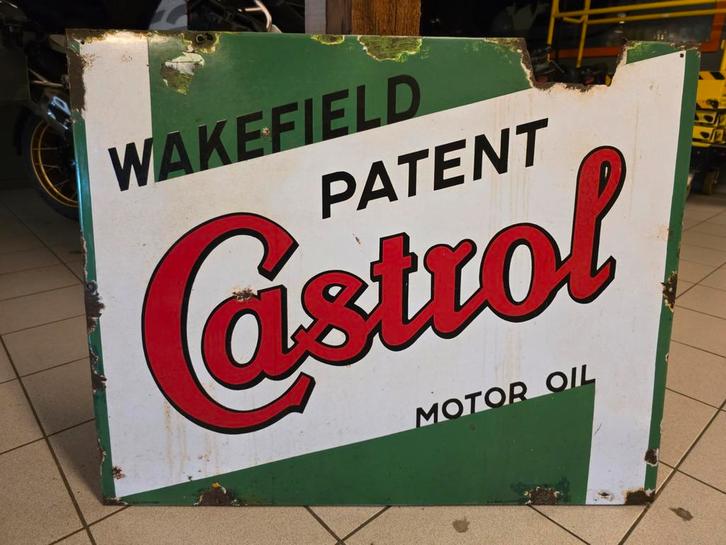 WAKEFIELD
PATENT
Castrol
MOTOR OIL